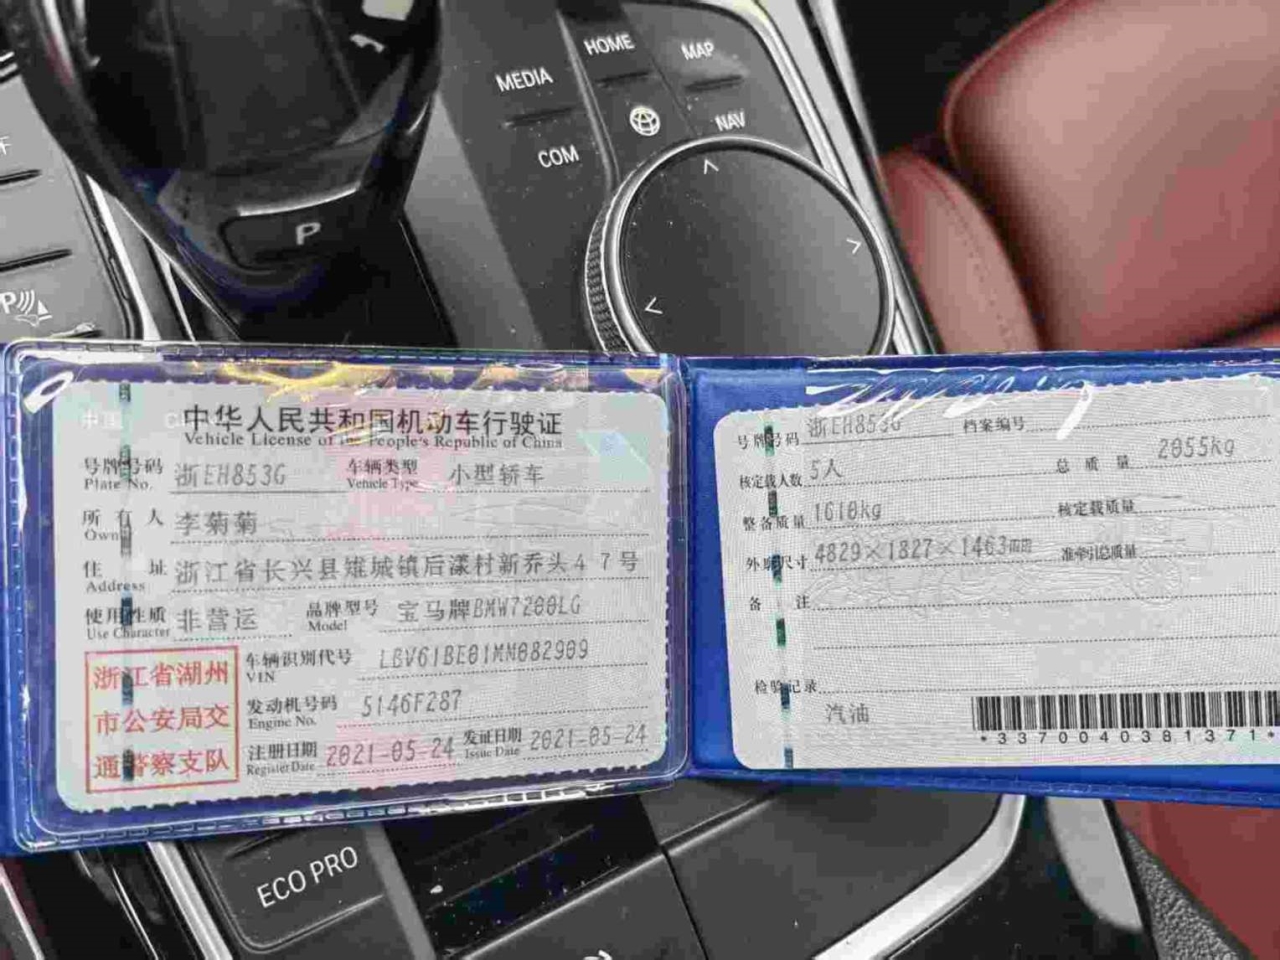 HOME
MAP
MEDIA
NAV
COM
P
P
中华人民共和国机动车行驶证
Vehicle License of the People's Republic of China
号牌号码 浙EH853G 车辆类型 小型轿车
Plate No. Vehicle Type
所有人 李菊菊
Owner
住址 浙江省长兴县雉城镇后漾村新乔头47号
Address
使用性质 非营运 品牌型号 宝马牌BMW7200LG
Use Character Model
浙江省湖州
市公安局交
通警察支队
车辆识别代号 LBV61BE01MM082909
VIN
发动机号码 5146F287
Engine No.
注册日期 2021-05-24 发证日期 2021-05-24
Register Date Issue Date
号牌号码 浙EH853G 档案编号
核定载人数 5人 总质量 2055kg
整备质量 1610kg 核定载质量
外廓尺寸 4829×1827×1463mm 准牵引总质量
备注
检验记录
汽油
*3370040381371*
ECO PRO